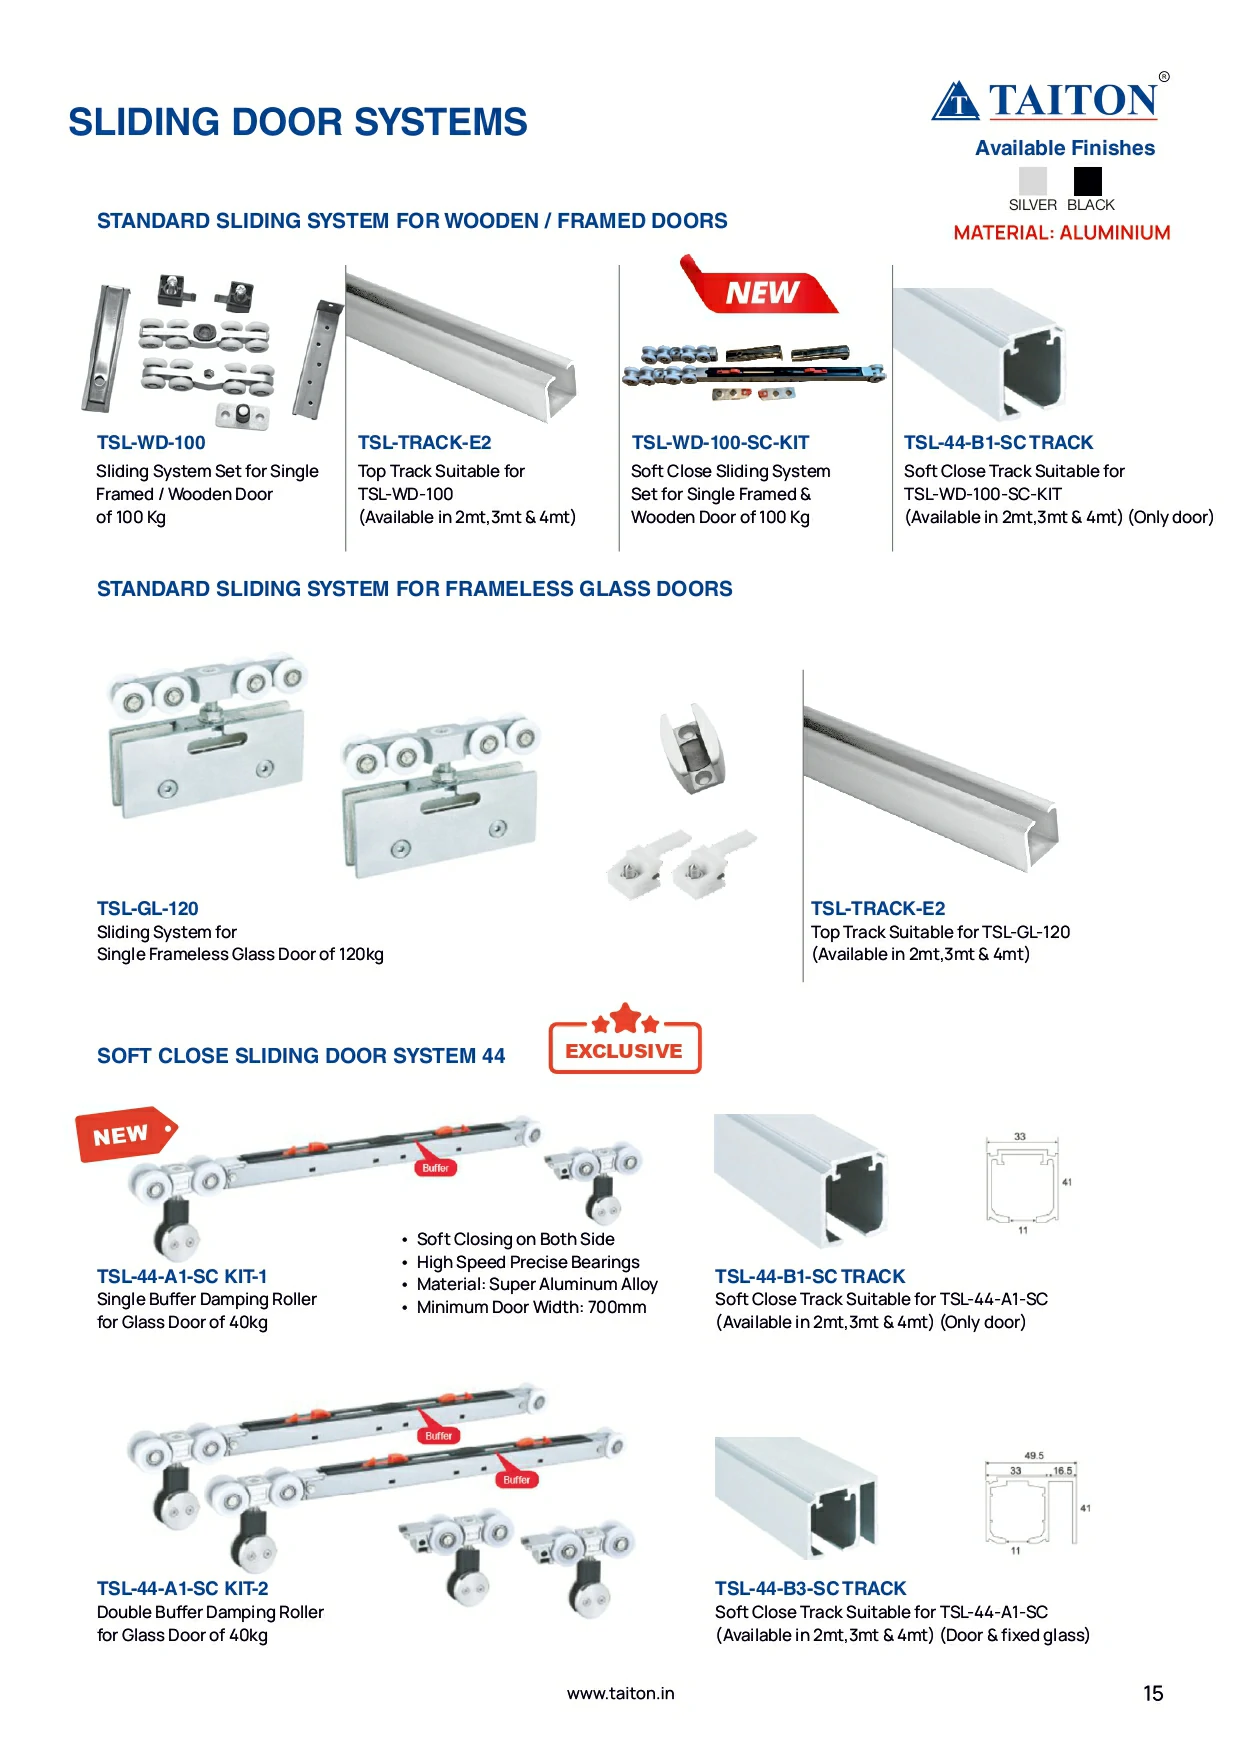 SLIDING DOOR SYSTEMS
T TAITON ®
Available Finishes
SILVER BLACK
MATERIAL: ALUMINIUM
STANDARD SLIDING SYSTEM FOR WOODEN / FRAMED DOORS
NEW
TSL-WD-100
Sliding System Set for Single
Framed / Wooden Door
of 100 Kg
TSL-TRACK-E2
Top Track Suitable for
TSL-WD-100
(Available in 2mt,3mt & 4mt)
TSL-WD-100-SC-KIT
Soft Close Sliding System
Set for Single Framed &
Wooden Door of 100 Kg
TSL-44-B1-SC TRACK
Soft Close Track Suitable for
TSL-WD-100-SC-KIT
(Available in 2mt,3mt & 4mt) (Only door)
STANDARD SLIDING SYSTEM FOR FRAMELESS GLASS DOORS
TSL-GL-120
Sliding System for
Single Frameless Glass Door of 120kg
TSL-TRACK-E2
Top Track Suitable for TSL-GL-120
(Available in 2mt,3mt & 4mt)
SOFT CLOSE SLIDING DOOR SYSTEM 44
EXCLUSIVE
NEW
Buffer
• Soft Closing on Both Side
• High Speed Precise Bearings
• Material: Super Aluminum Alloy
• Minimum Door Width: 700mm
TSL-44-A1-SC KIT-1
Single Buffer Damping Roller
for Glass Door of 40kg
33
41
11
TSL-44-B1-SC TRACK
Soft Close Track Suitable for TSL-44-A1-SC
(Available in 2mt,3mt & 4mt) (Only door)
Buffer
Buffer
TSL-44-A1-SC KIT-2
Double Buffer Damping Roller
for Glass Door of 40kg
49.5
33 16.5
41
11
TSL-44-B3-SC TRACK
Soft Close Track Suitable for TSL-44-A1-SC
(Available in 2mt,3mt & 4mt) (Door & fixed glass)
www.taiton.in
15